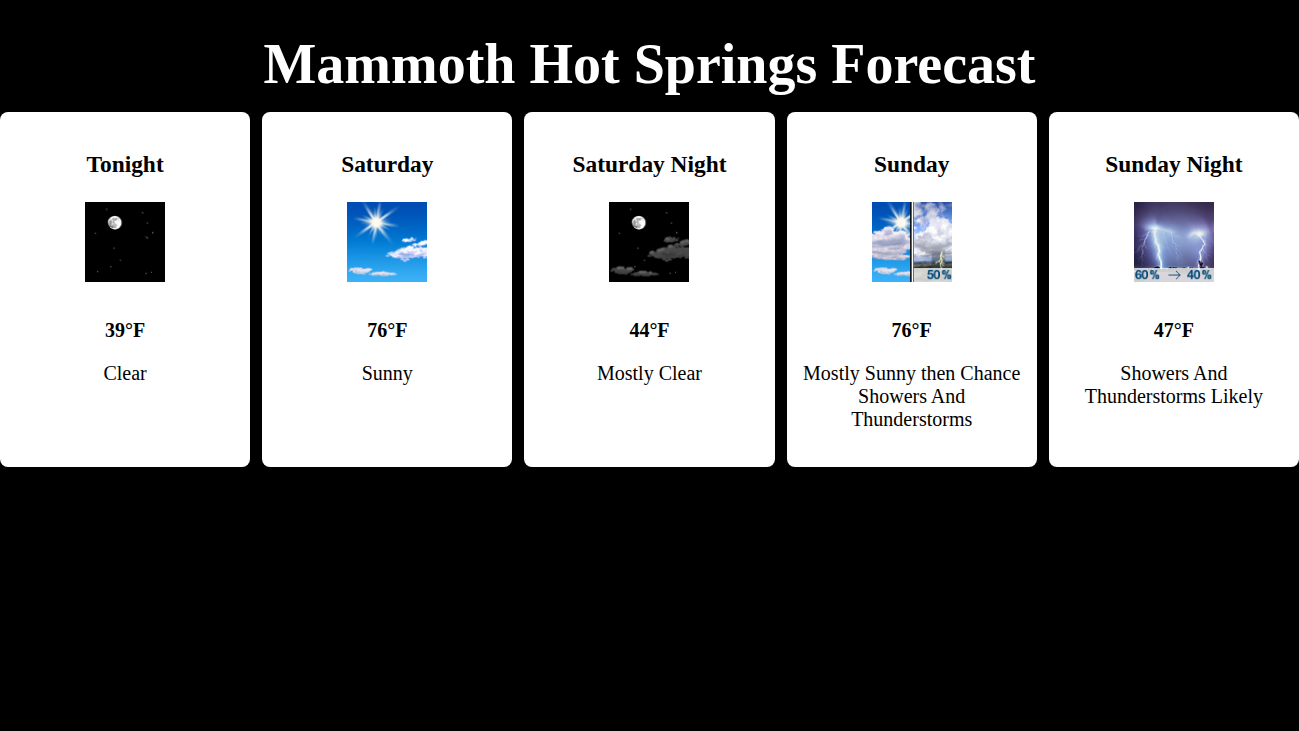 Mammoth Hot Springs Forecast
Tonight
39°F
Clear
Saturday
76°F
Sunny
Saturday Night
44°F
Mostly Clear
Sunday
50%
76°F
Mostly Sunny then Chance
Showers And
Thunderstorms
Sunday Night
60% → 40%
47°F
Showers And
Thunderstorms Likely